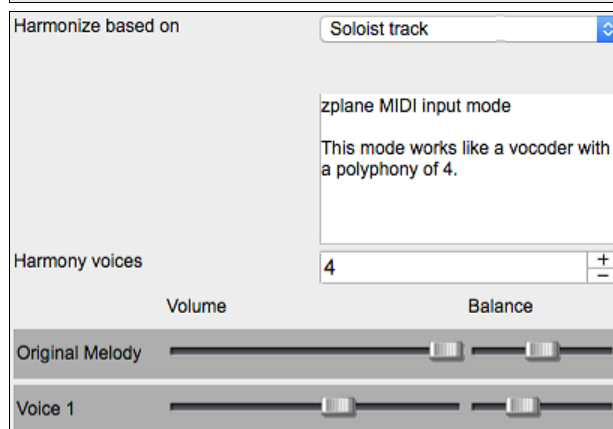 Harmonize based on
Soloist track
zplane MIDI input mode
This mode works like a vocoder with
a polyphony of 4.
Harmony voices
4
+
−
Volume
Balance
Original Melody
Voice 1